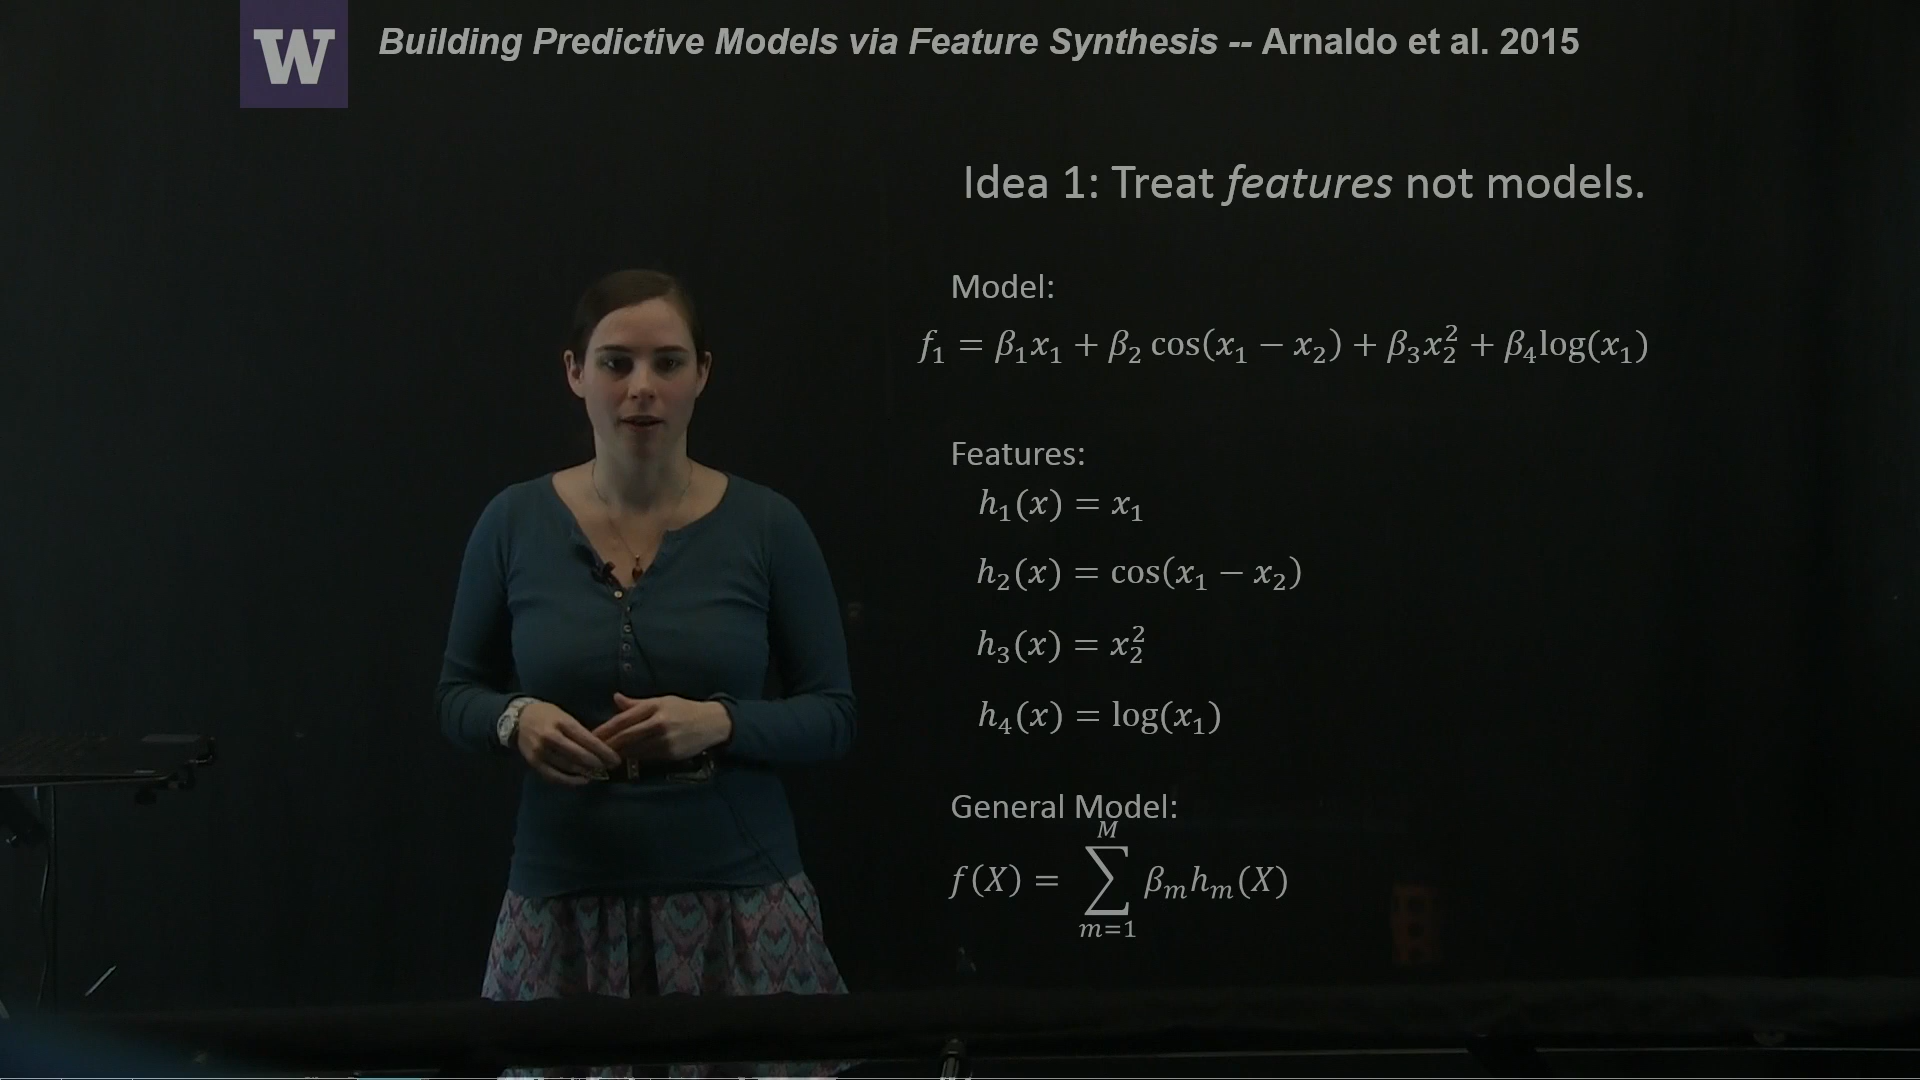 W
Building Predictive Models via Feature Synthesis -- Arnaldo et al. 2015
Idea 1: Treat features not models.
Model:
f₁ = β₁x₁ + β₂ cos(x₁ − x₂) + β₃x₂² + β₄log(x₁)
Features:
h₁(x) = x₁
h₂(x) = cos(x₁ − x₂)
h₃(x) = x₂²
h₄(x) = log(x₁)
General Model:
f(X) = ∑_{m=1}^{M} βₘhₘ(X)